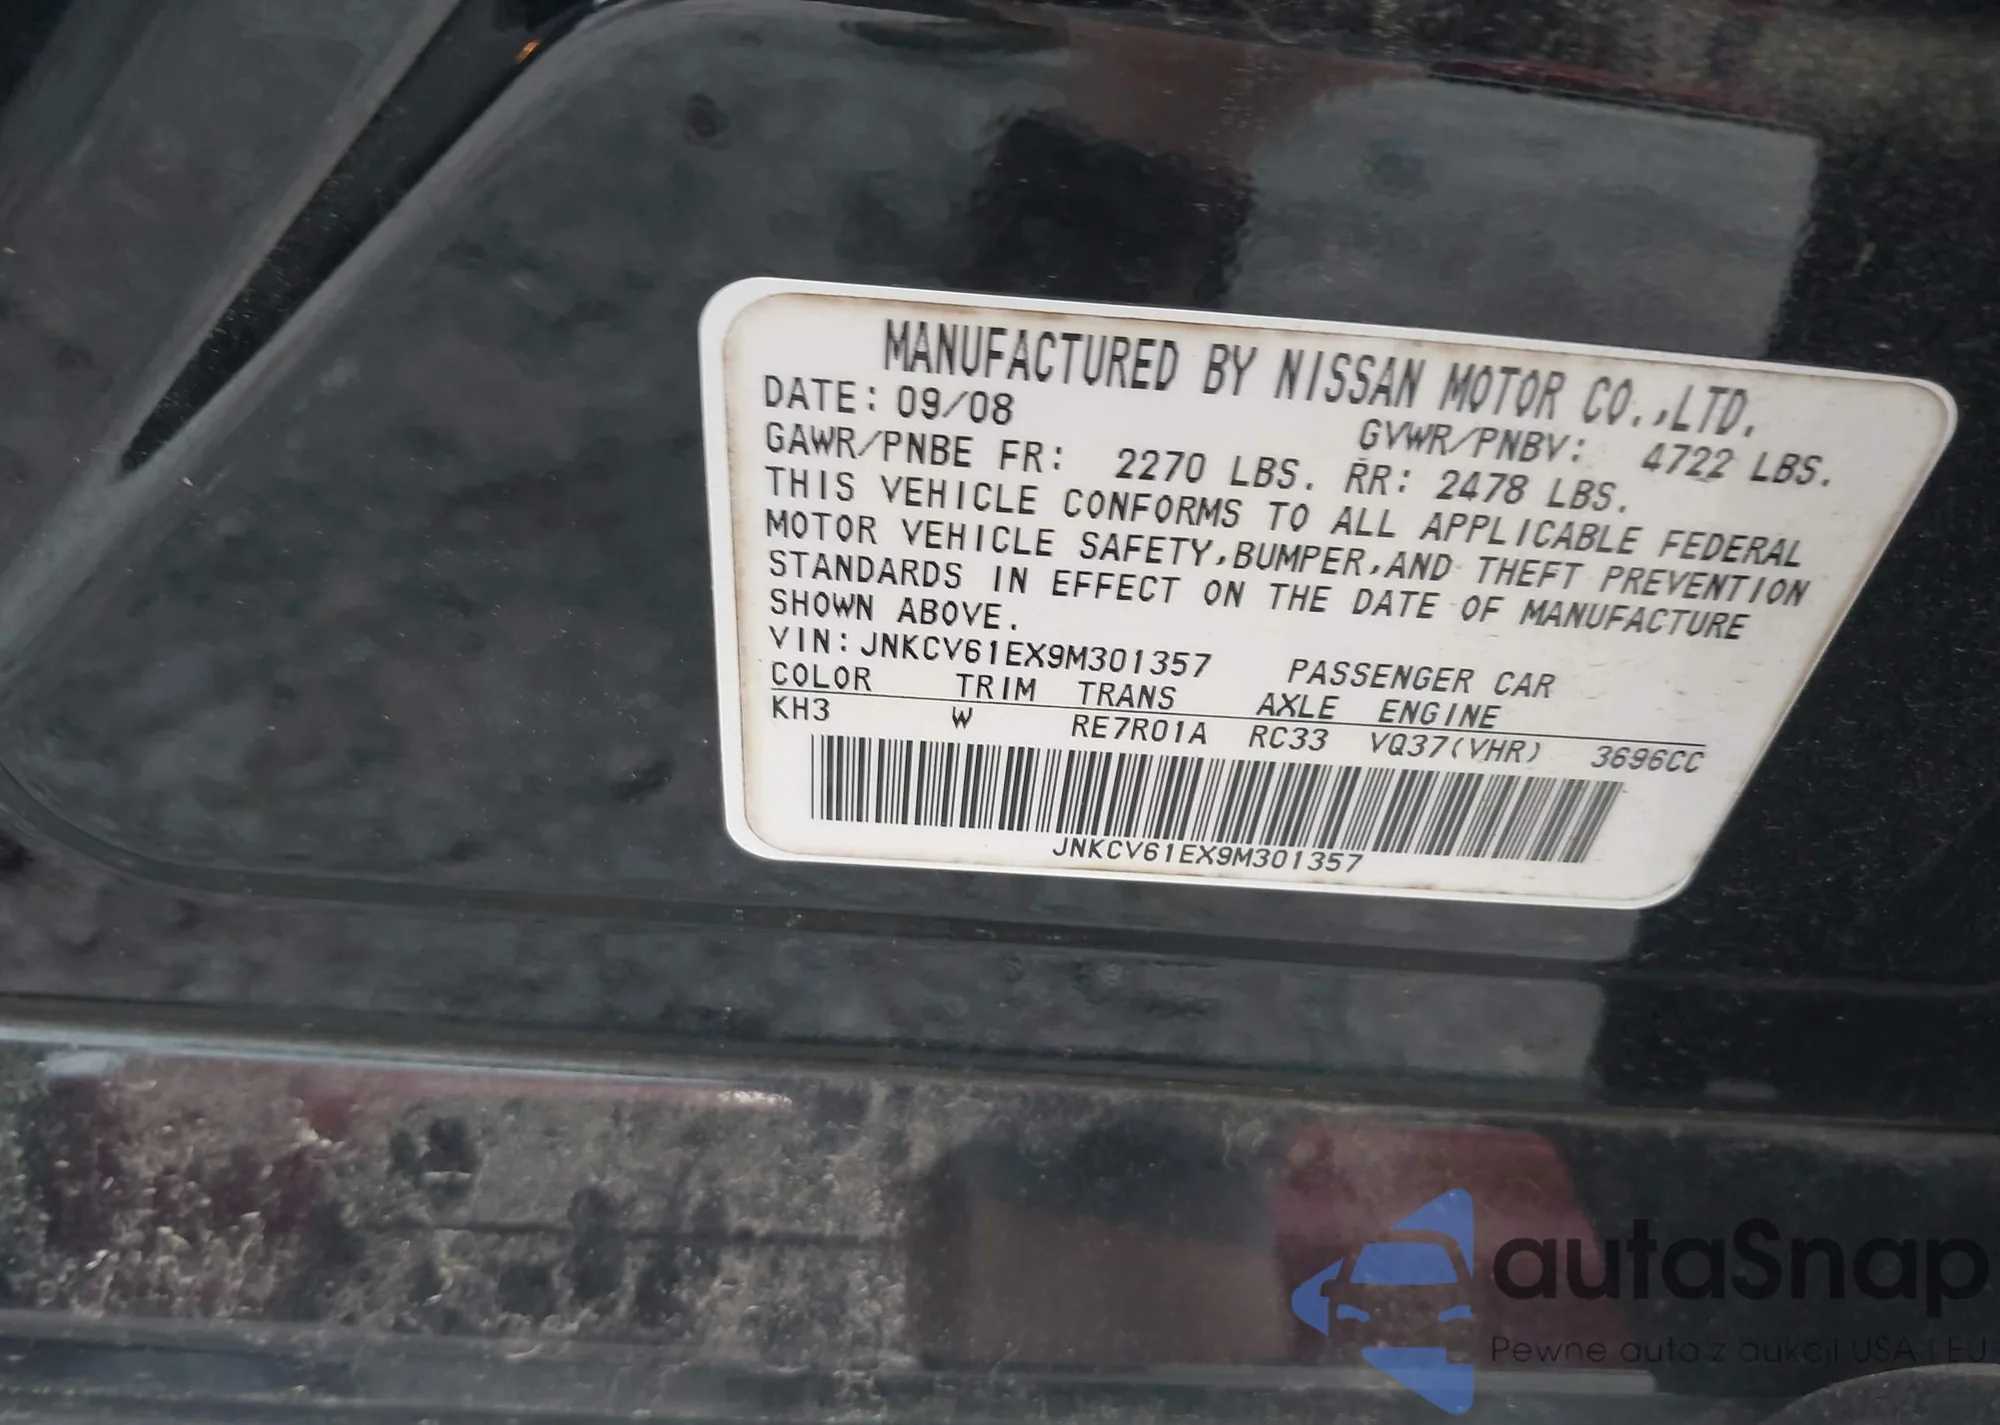 MANUFACTURED BY NISSAN MOTOR CO.,LTD.
DATE: 09/08 GVWR/PNBV: 4722 LBS.
GAWR/PNBE FR: 2270 LBS. RR: 2478 LBS.
THIS VEHICLE CONFORMS TO ALL APPLICABLE FEDERAL
MOTOR VEHICLE SAFETY,BUMPER,AND THEFT PREVENTION
STANDARDS IN EFFECT ON THE DATE OF MANUFACTURE
SHOWN ABOVE.
VIN:JNKCV61EX9M301357 PASSENGER CAR
COLOR TRIM TRANS AXLE ENGINE
KH3 W RE7R01A RC33 VQ37(VHR) 3696CC
JNKCV61EX9M301357
autaSnap
Pewne auta z aukcji USA i EU